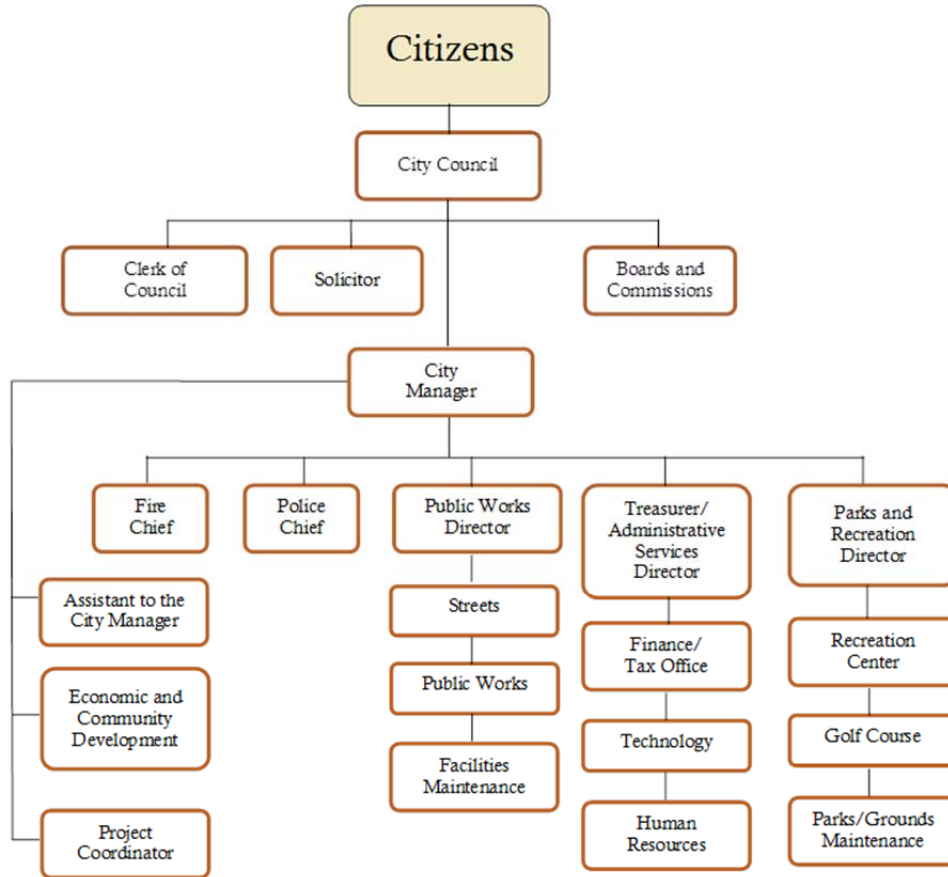 Citizens
City Council
Clerk of
Council
Solicitor
Boards and
Commissions
City
Manager
Fire
Chief
Police
Chief
Public Works
Director
Treasurer/
Administrative
Services
Director
Parks and
Recreation
Director
Assistant to the
City Manager
Streets
Finance/
Tax Office
Recreation
Center
Economic and
Community
Development
Public Works
Technology
Golf Course
Facilities
Maintenance
Project
Coordinator
Human
Resources
Parks/Grounds
Maintenance